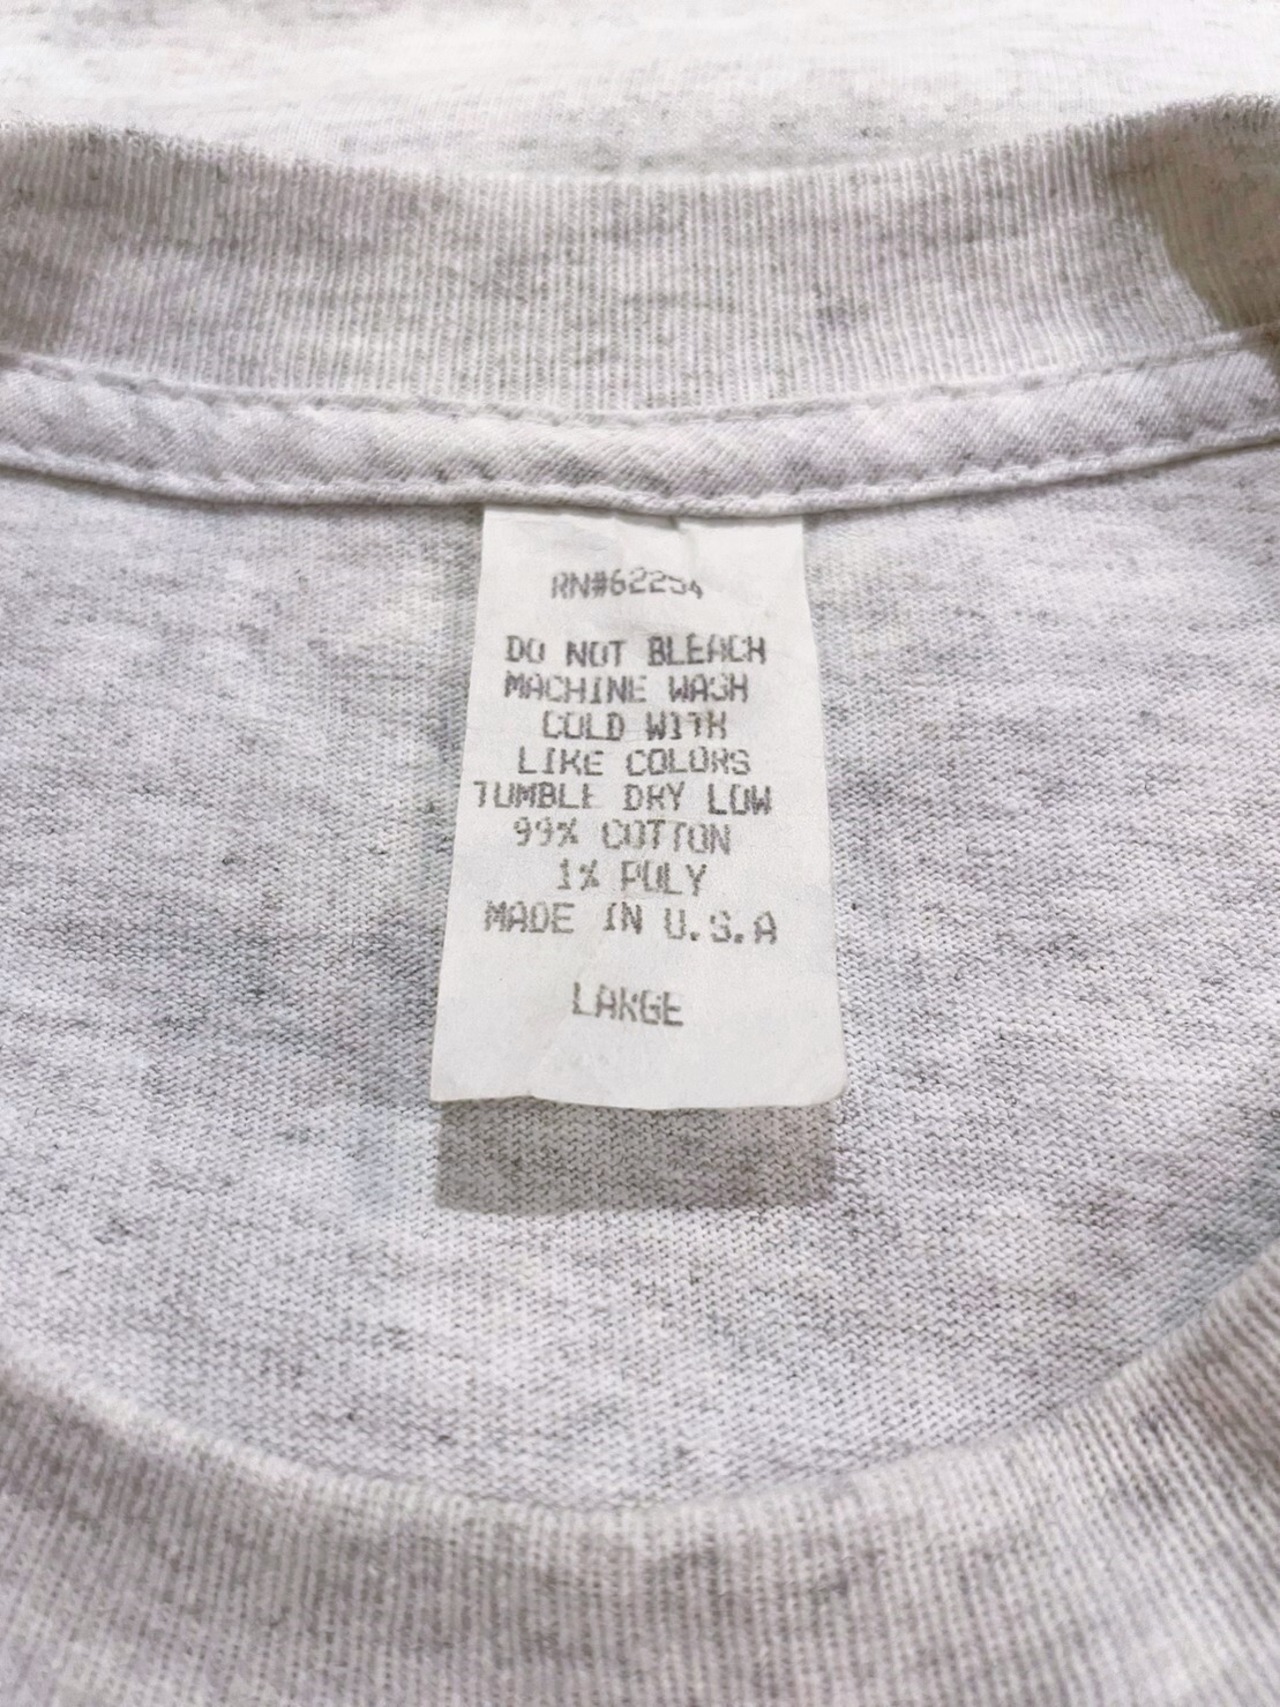 RN#62254
DO NOT BLEACH
MACHINE WASH
COLD WITH
LIKE COLORS
TUMBLE DRY LOW
99% COTTON
1% POLY
MADE IN U.S.A
LARGE